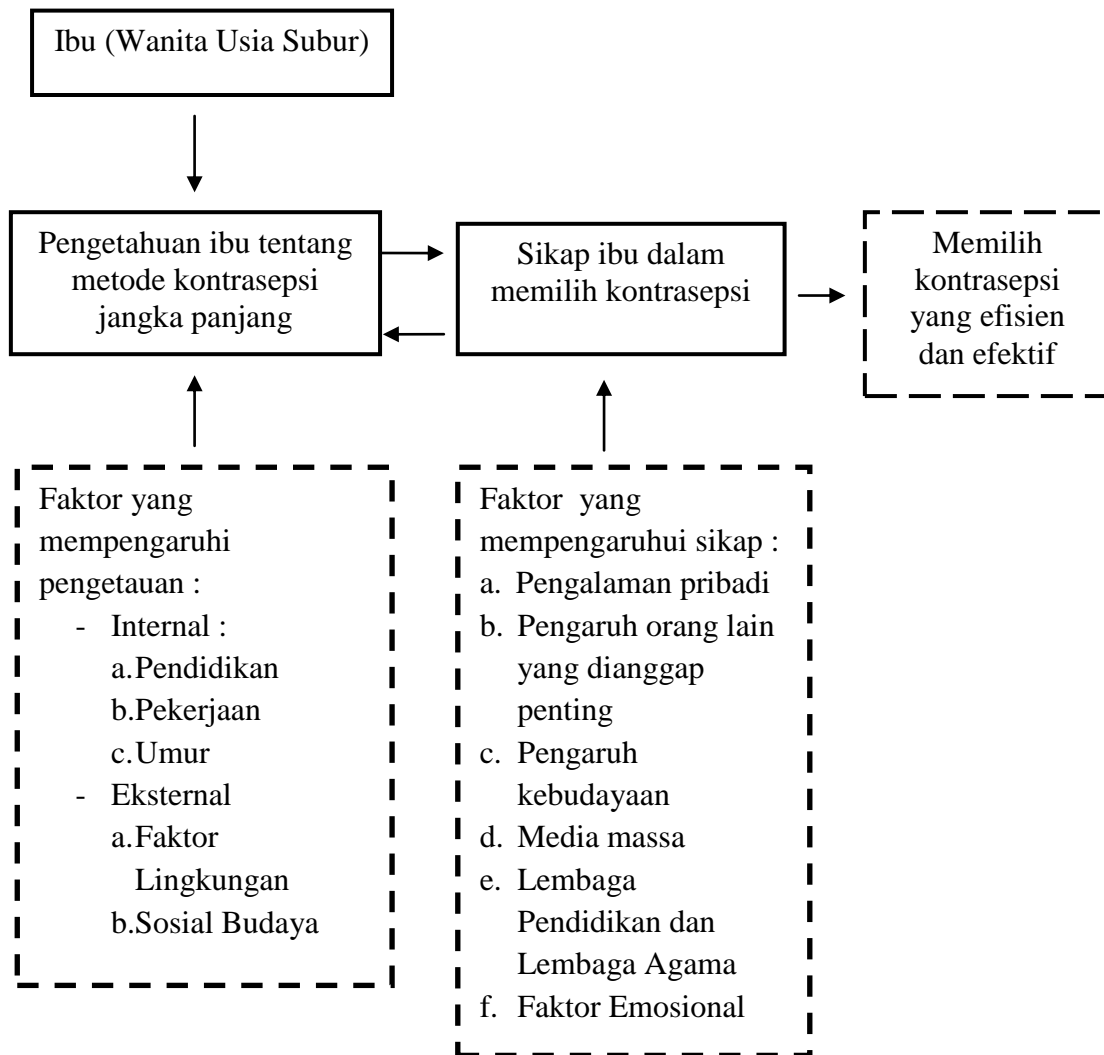 Ibu (Wanita Usia Subur)
Pengetahuan ibu tentang
metode kontrasepsi
jangka panjang
Sikap ibu dalam
memilih kontrasepsi
Memilih
kontrasepsi
yang efisien
dan efektif
Faktor yang
mempengaruhi
pengetauan :
- Internal :
a.Pendidikan
b.Pekerjaan
c.Umur
- Eksternal
a.Faktor
Lingkungan
b.Sosial Budaya
Faktor yang
mempengaruhui sikap :
a. Pengalaman pribadi
b. Pengaruh orang lain
yang dianggap
penting
c. Pengaruh
kebudayaan
d. Media massa
e. Lembaga
Pendidikan dan
Lembaga Agama
f. Faktor Emosional